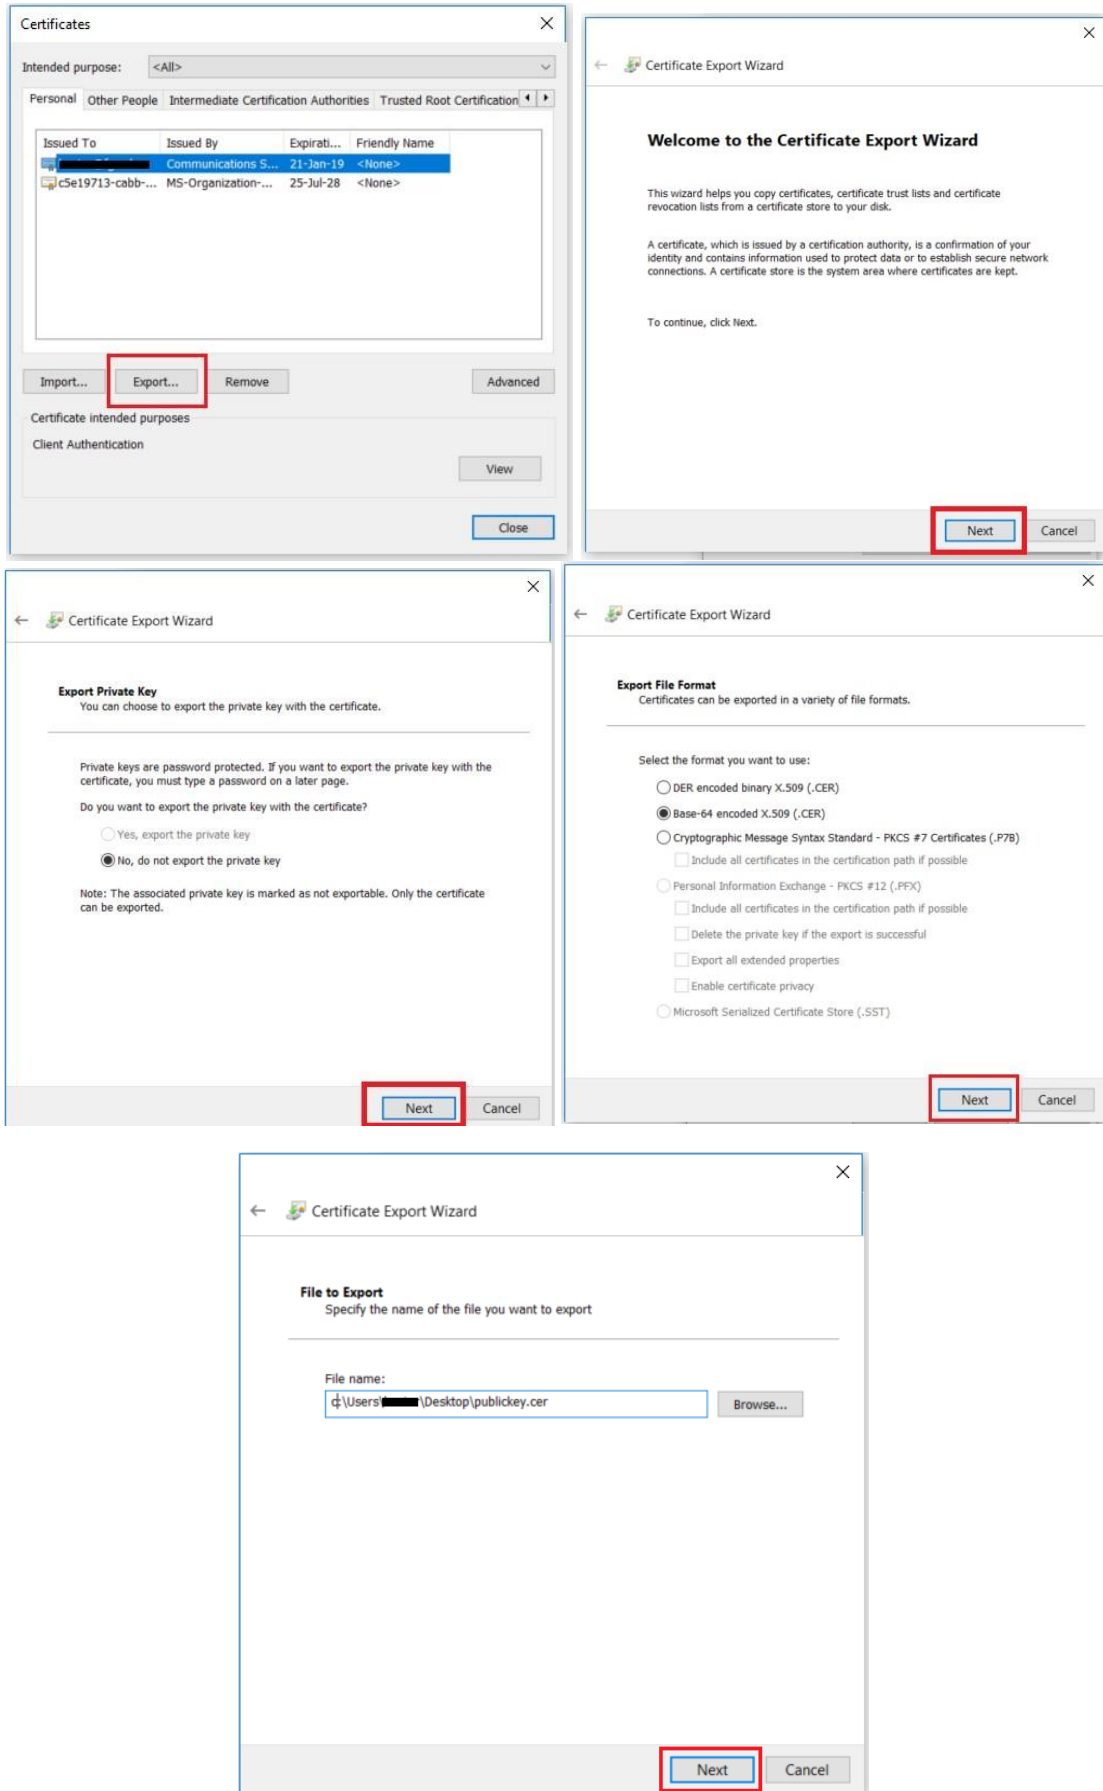 Certificates
Intended purpose: <All>
Personal Other People Intermediate Certification Authorities Trusted Root Certification
Issued To Issued By Expirati... Friendly Name
Communications S... 21-Jan-19 <None>
c5e19713-cabb-... MS-Organization-... 25-Jul-28 <None>
Import... Export... Remove Advanced
Certificate intended purposes
Client Authentication
View
Close
Certificate Export Wizard
Welcome to the Certificate Export Wizard
This wizard helps you copy certificates, certificate trust lists and certificate
revocation lists from a certificate store to your disk.
A certificate, which is issued by a certification authority, is a confirmation of your
identity and contains information used to protect data or to establish secure network
connections. A certificate store is the system area where certificates are kept.
To continue, click Next.
Next Cancel
Certificate Export Wizard
Export Private Key
You can choose to export the private key with the certificate.
Private keys are password protected. If you want to export the private key with the
certificate, you must type a password on a later page.
Do you want to export the private key with the certificate?
Yes, export the private key
No, do not export the private key
Note: The associated private key is marked as not exportable. Only the certificate
can be exported.
Next Cancel
Certificate Export Wizard
Export File Format
Certificates can be exported in a variety of file formats.
Select the format you want to use:
DER encoded binary X.509 (.CER)
Base-64 encoded X.509 (.CER)
Cryptographic Message Syntax Standard - PKCS #7 Certificates (.P7B)
Include all certificates in the certification path if possible
Personal Information Exchange - PKCS #12 (.PFX)
Include all certificates in the certification path if possible
Delete the private key if the export is successful
Export all extended properties
Enable certificate privacy
Microsoft Serialized Certificate Store (.SST)
Next Cancel
Certificate Export Wizard
File to Export
Specify the name of the file you want to export
File name:
c:\Users\ \Desktop\publickey.cer Browse...
Next Cancel